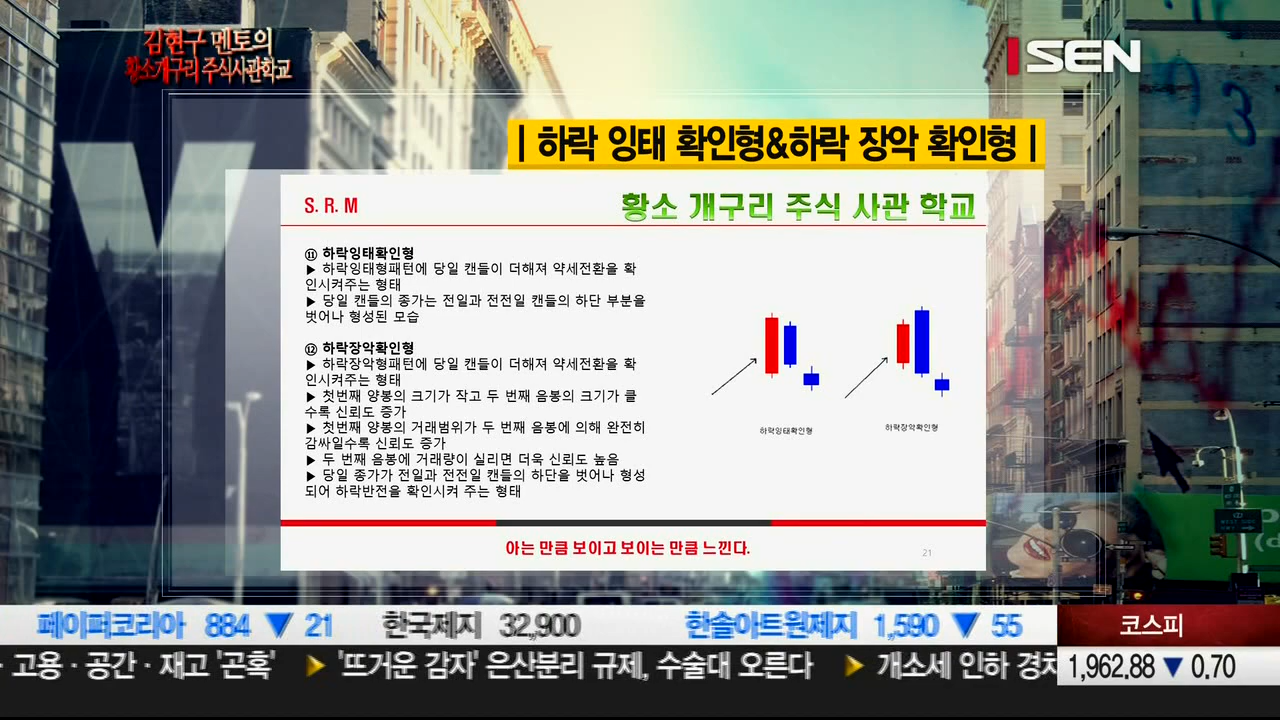 김현구 멘토의
황소개구리 주식사관학교
SEN
| 하락 잉태 확인형&하락 장악 확인형 |
S. R. M
황소 개구리 주식 사관 학교
⑪ 하락잉태확인형
▶ 하락잉태형패턴에 당일 캔들이 더해져 약세전환을 확
인시켜주는 형태
▶ 당일 캔들의 종가는 전일과 전전일 캔들의 하단 부분을
벗어나 형성된 모습
⑫ 하락장악확인형
▶ 하락장악형패턴에 당일 캔들이 더해져 약세전환을 확
인시켜주는 형태
▶ 첫번째 양봉의 크기가 작고 두 번째 음봉의 크기가 클
수록 신뢰도 증가
▶ 첫번째 양봉의 거래범위가 두 번째 음봉에 의해 완전히
감싸일수록 신뢰도 증가
▶ 두 번째 음봉에 거래량이 실리면 더욱 신뢰도 높음
▶ 당일 종가가 전일과 전전일 캔들의 하단을 벗어나 형성
되어 하락반전을 확인시켜 주는 형태
하락잉태확인형
하락장악확인형
아는 만큼 보이고 보이는 만큼 느낀다.
21
페이퍼코리아 884 ▼ 21 한국제지 32,900 한솔아트원제지 1,590 ▼ 55
코스피
· 고용 · 공간 · 재고 '곤혹' ▶ '뜨거운 감자' 은산분리 규제, 수술대 오른다 ▶ 개소세 인하 경차
1,962.88 ▼ 0.70